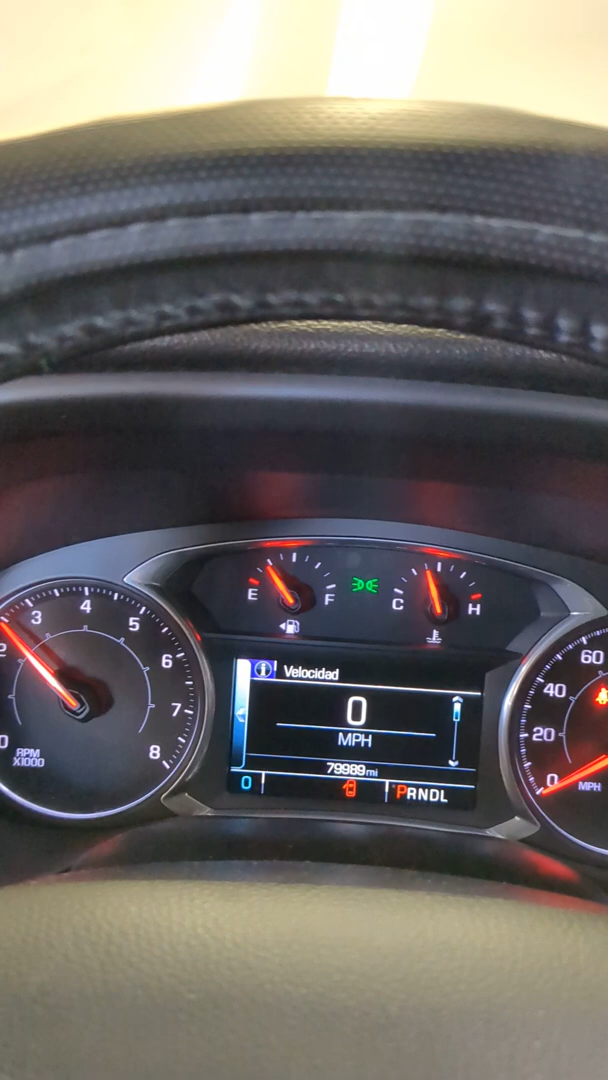 E F
C H
2 3 4 5 6 7 8
0
RPM
X1000
Velocidad
0
MPH
79989 mi
0
PRNDL
60
40
20
0
MPH